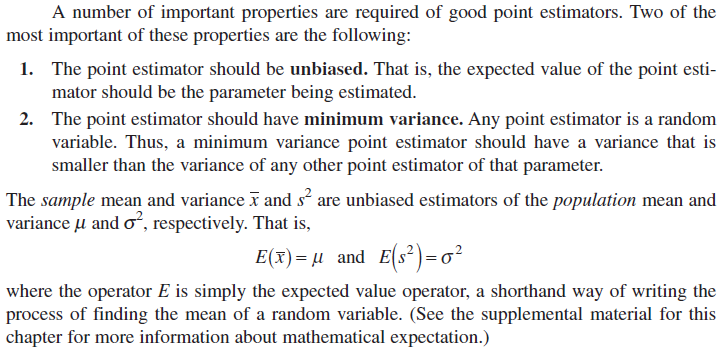 A number of important properties are required of good point estimators. Two of the
most important of these properties are the following:
1. The point estimator should be unbiased. That is, the expected value of the point esti-
mator should be the parameter being estimated.
2. The point estimator should have minimum variance. Any point estimator is a random
variable. Thus, a minimum variance point estimator should have a variance that is
smaller than the variance of any other point estimator of that parameter.
The sample mean and variance x̄ and s² are unbiased estimators of the population mean and
variance μ and σ², respectively. That is,
E(x̄) = μ and E(s²) = σ²
where the operator E is simply the expected value operator, a shorthand way of writing the
process of finding the mean of a random variable. (See the supplemental material for this
chapter for more information about mathematical expectation.)